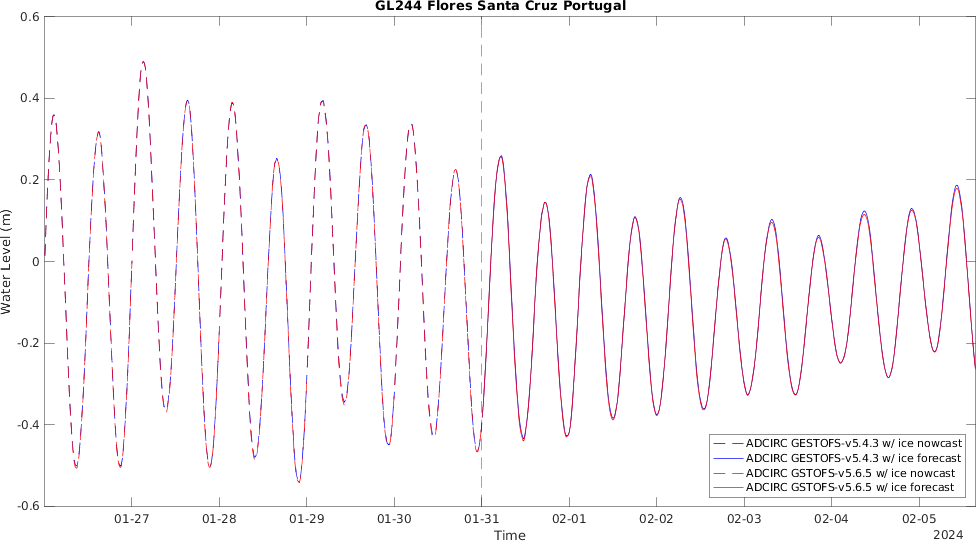 GL244 Flores Santa Cruz Portugal
0.6
0.4
0.2
0
-0.2
-0.4
-0.6
Water Level (m)
01-27
01-28
01-29
01-30
01-31
02-01
02-02
02-03
02-04
02-05
Time
2024
ADCIRC GESTOFS-v5.4.3 w/ ice nowcast
ADCIRC GESTOFS-v5.4.3 w/ ice forecast
ADCIRC GSTOFS-v5.6.5 w/ ice nowcast
ADCIRC GSTOFS-v5.6.5 w/ ice forecast